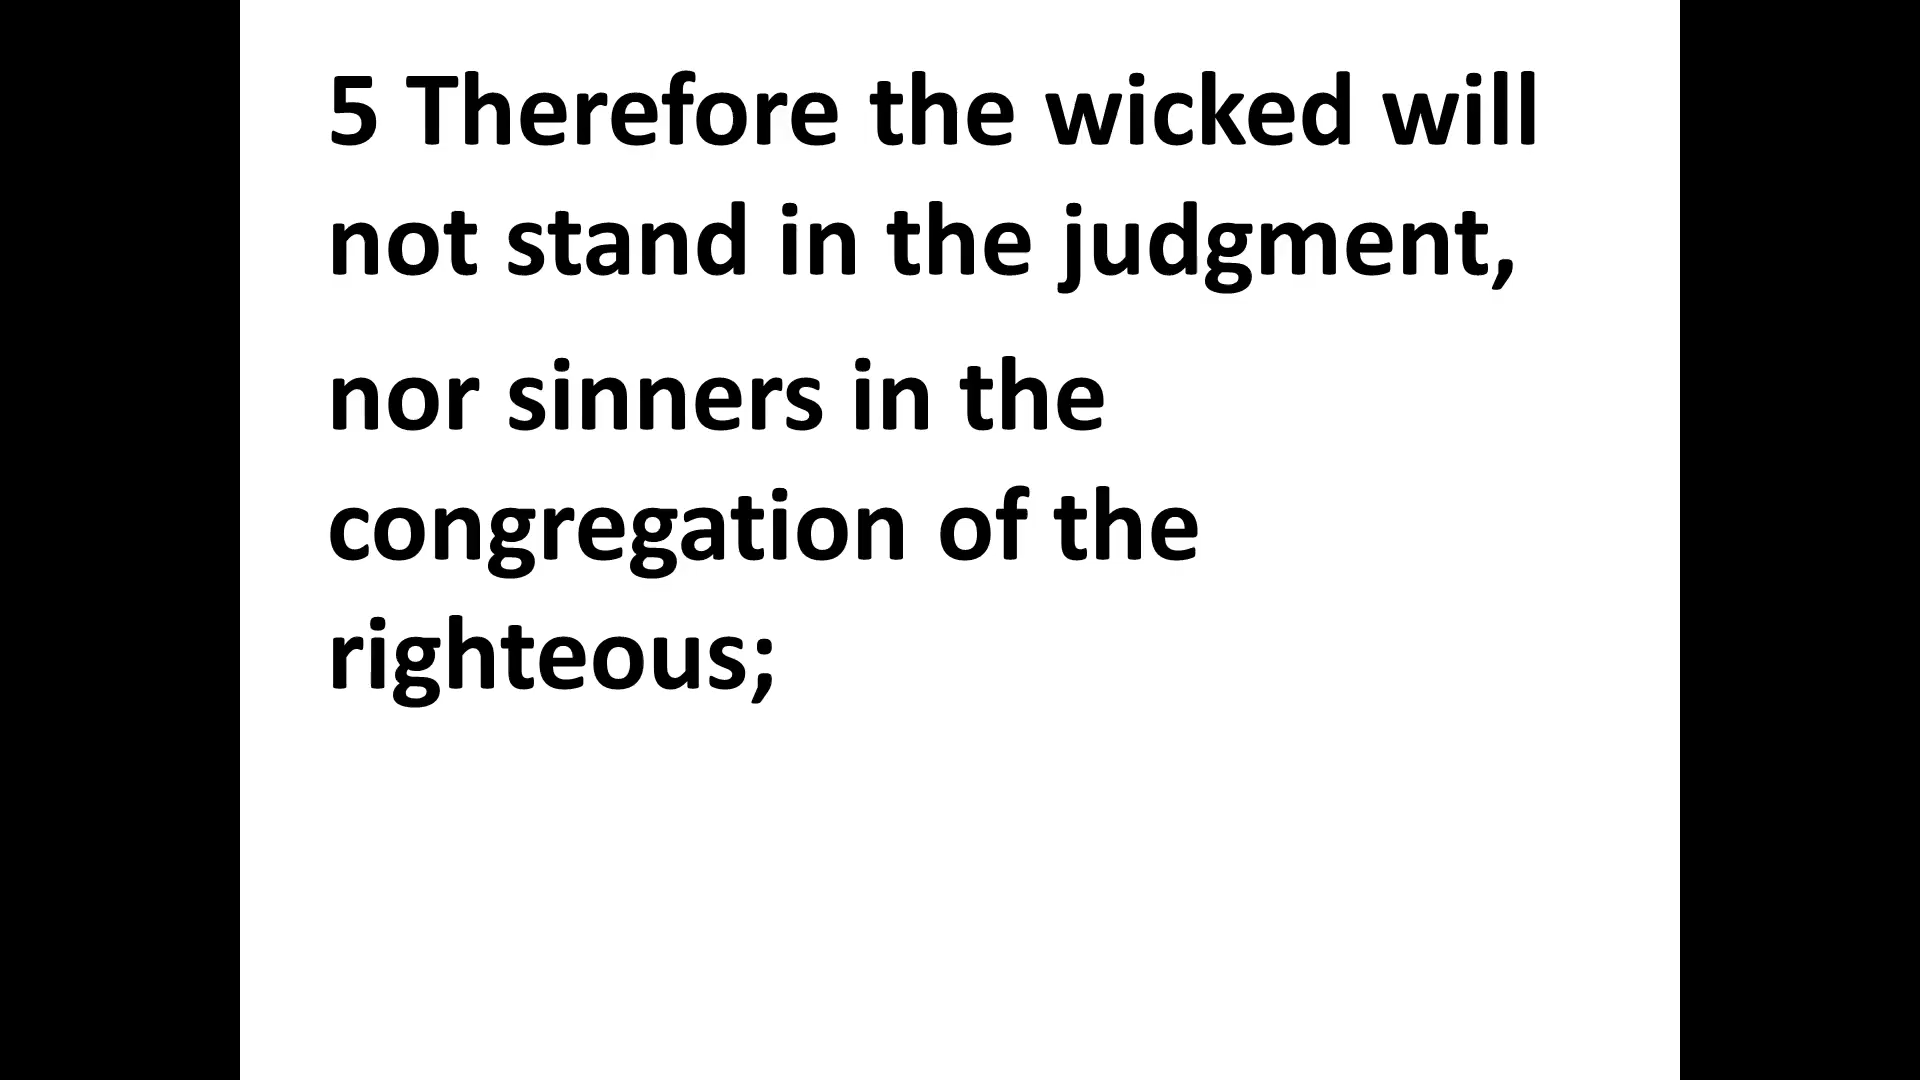 5 Therefore the wicked will
not stand in the judgment,
nor sinners in the
congregation of the
righteous;